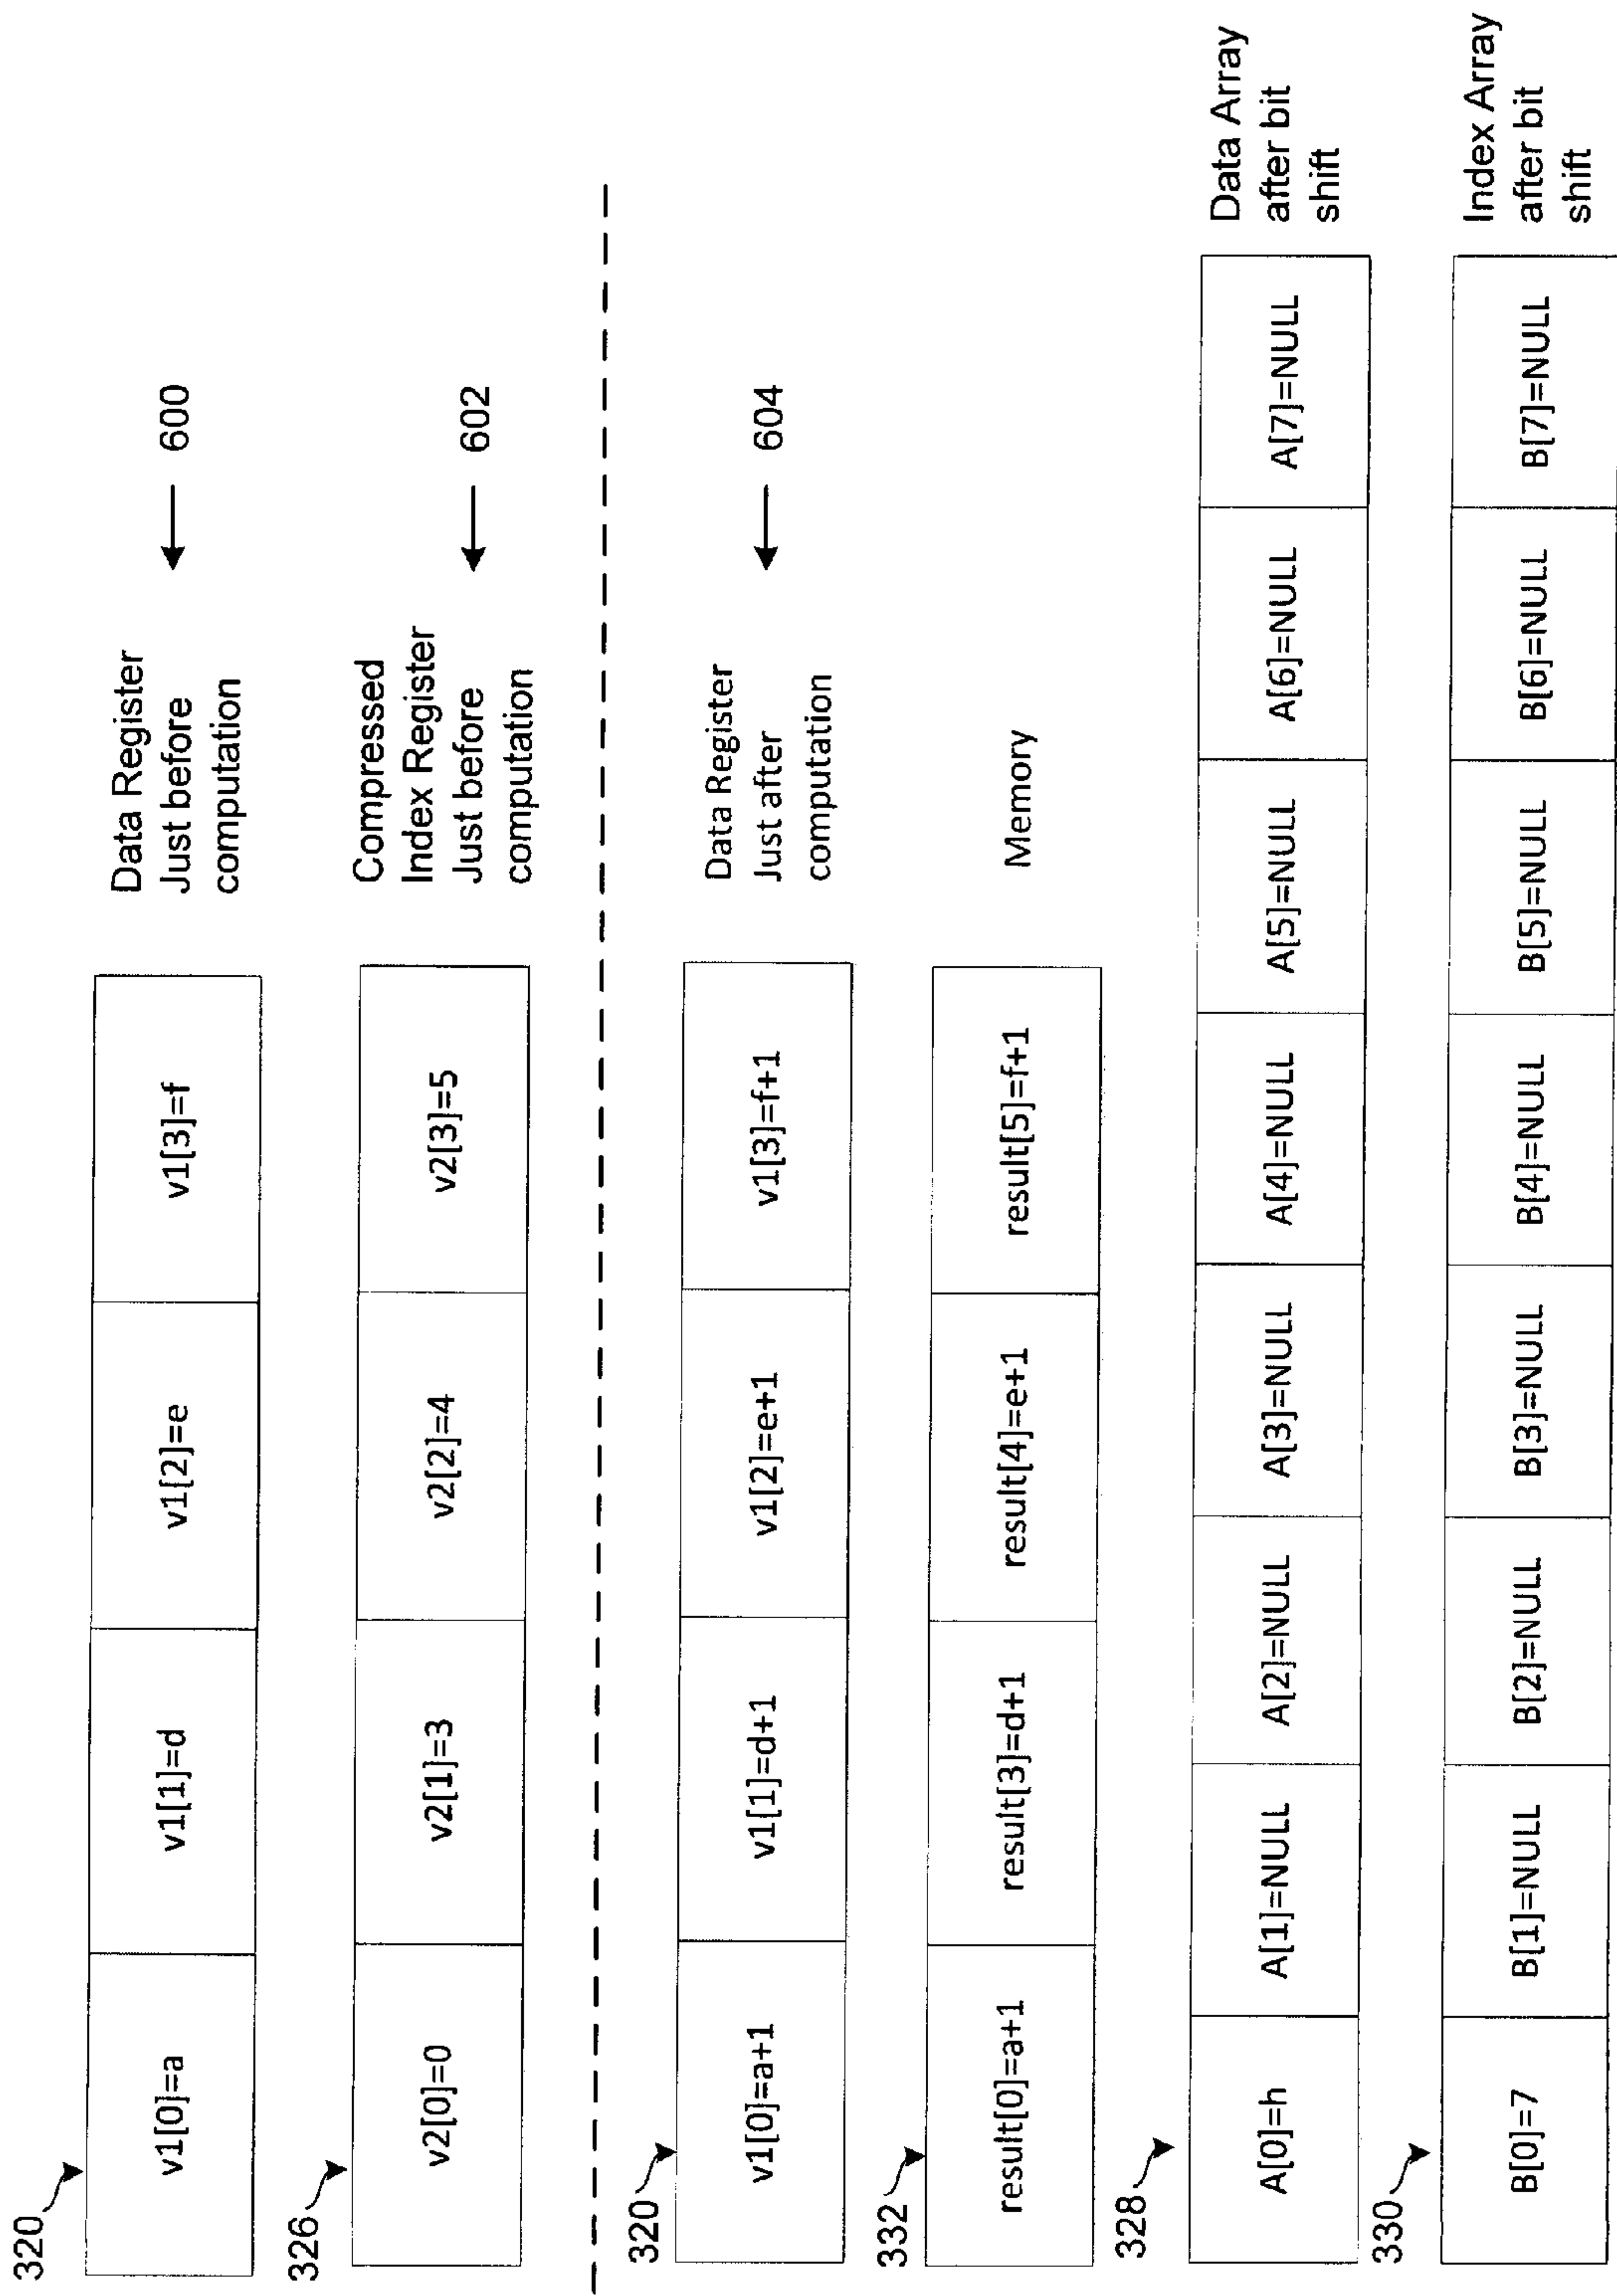 320
v1[0]=a
v1[1]=d
v1[2]=e
v1[3]=f
Data Register
Just before
computation
600
326
v2[0]=0
v2[1]=3
v2[2]=4
v2[3]=5
Compressed
Index Register
Just before
computation
602
320
v1[0]=a+1
v1[1]=d+1
v1[2]=e+1
v1[3]=f+1
Data Register
Just after
computation
604
332
result[0]=a+1
result[3]=d+1
result[4]=e+1
result[5]=f+1
Memory
328
A[0]=h
A[1]=NULL
A[2]=NULL
A[3]=NULL
A[4]=NULL
A[5]=NULL
A[6]=NULL
A[7]=NULL
Data Array
after bit
shift
330
B[0]=7
B[1]=NULL
B[2]=NULL
B[3]=NULL
B[4]=NULL
B[5]=NULL
B[6]=NULL
B[7]=NULL
Index Array
after bit
shift